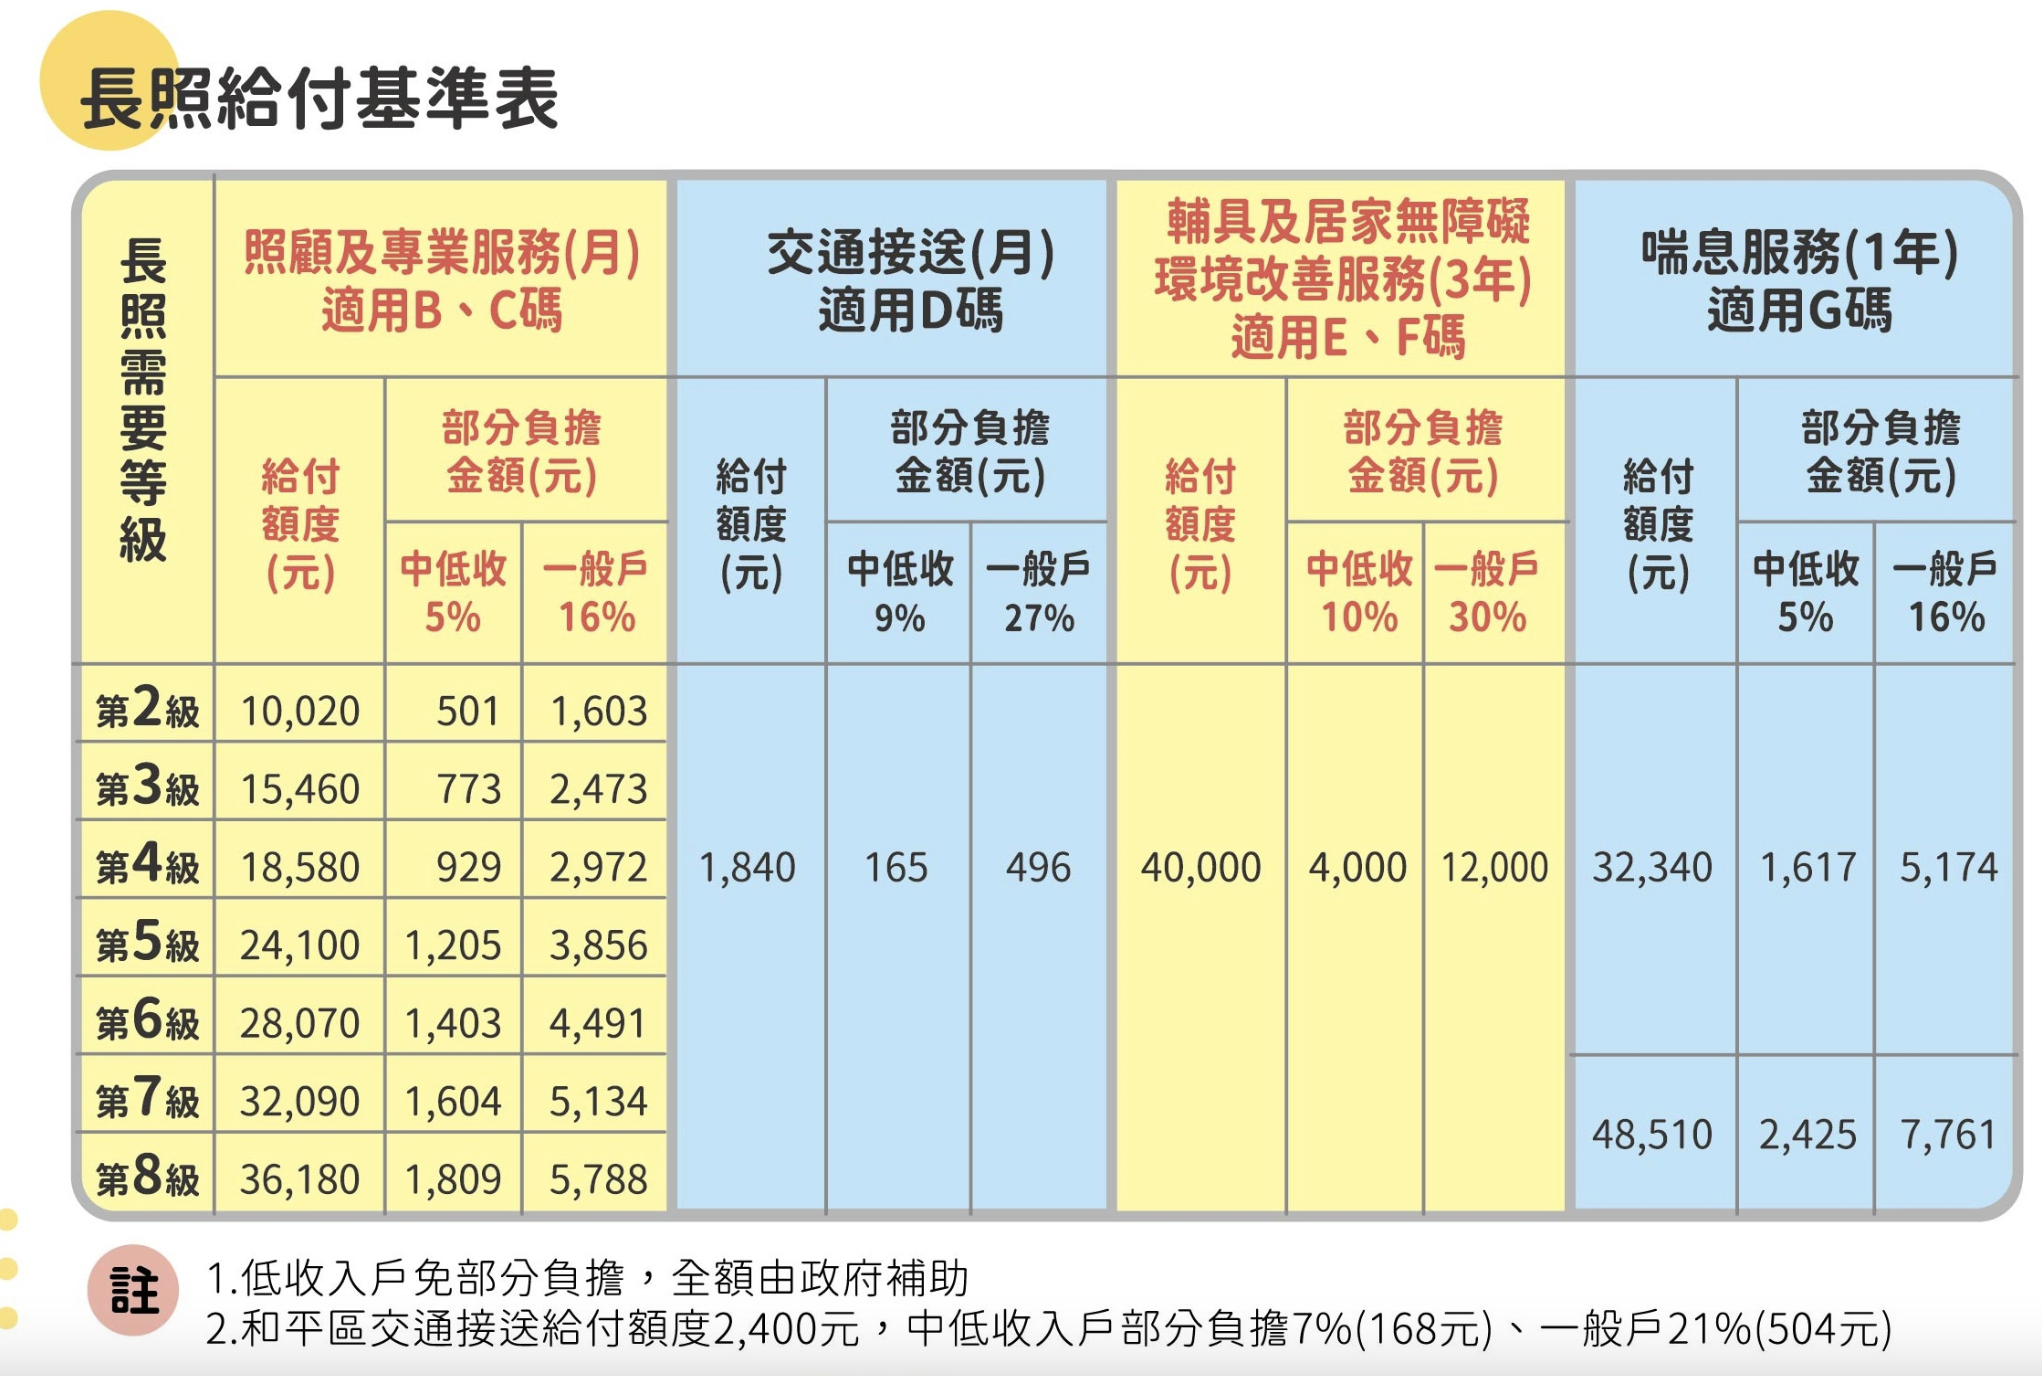 長照給付基準表
長照需要等級
照顧及專業服務(月)
適用B、C碼
交通接送(月)
適用D碼
輔具及居家無障礙
環境改善服務(3年)
適用E、F碼
喘息服務(1年)
適用G碼
給付
額度
(元)
部分負擔
金額(元)
中低收
5%
一般戶
16%
給付
額度
(元)
部分負擔
金額(元)
中低收
9%
一般戶
27%
給付
額度
(元)
部分負擔
金額(元)
中低收
10%
一般戶
30%
給付
額度
(元)
部分負擔
金額(元)
中低收
5%
一般戶
16%
第2級 10,020 501 1,603
第3級 15,460 773 2,473
第4級 18,580 929 2,972 1,840 165 496 40,000 4,000 12,000 32,340 1,617 5,174
第5級 24,100 1,205 3,856
第6級 28,070 1,403 4,491
第7級 32,090 1,604 5,134
48,510 2,425 7,761
第8級 36,180 1,809 5,788
註
1.低收入戶免部分負擔，全額由政府補助
2.和平區交通接送給付額度2,400元，中低收入戶部分負擔7%(168元)、一般戶21%(504元)